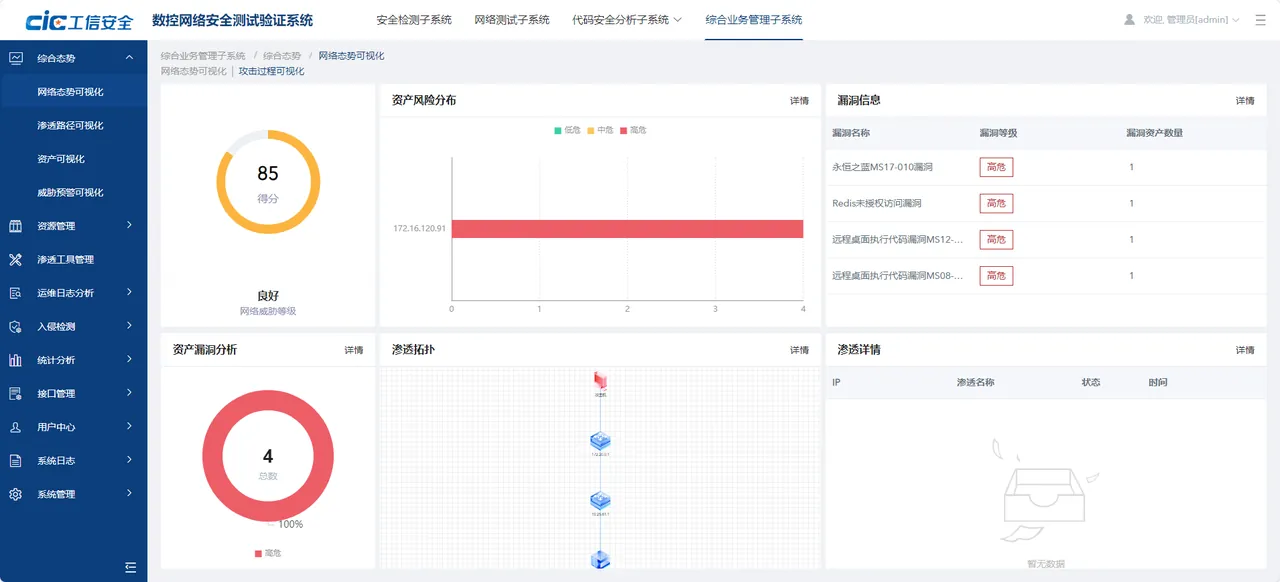 cic工信安全
数控网络安全测试验证系统
安全检测子系统
网络测试子系统
代码安全分析子系统
综合业务管理子系统
欢迎, 管理员[admin]
综合态势
网络态势可视化
渗透路径可视化
资产可视化
威胁预警可视化
资源管理
渗透工具管理
运维日志分析
入侵检测
统计分析
接口管理
用户中心
系统日志
系统管理
综合业务管理子系统 / 综合态势 / 网络态势可视化
网络态势可视化 | 攻击过程可视化
85
得分
良好
网络威胁等级
资产风险分布
详情
低危 中危 高危
172.16.120.91
0 1 2 3 4
漏洞信息
详情
漏洞名称 漏洞等级 漏洞资产数量
永恒之蓝MS17-010漏洞 高危 1
Redis未授权访问漏洞 高危 1
远程桌面执行代码漏洞MS12-... 高危 1
远程桌面执行代码漏洞MS08-... 高危 1
资产漏洞分析
详情
4
总数
100%
高危
渗透拓扑
详情
渗透详情
详情
IP 渗透名称 状态 时间
暂无数据